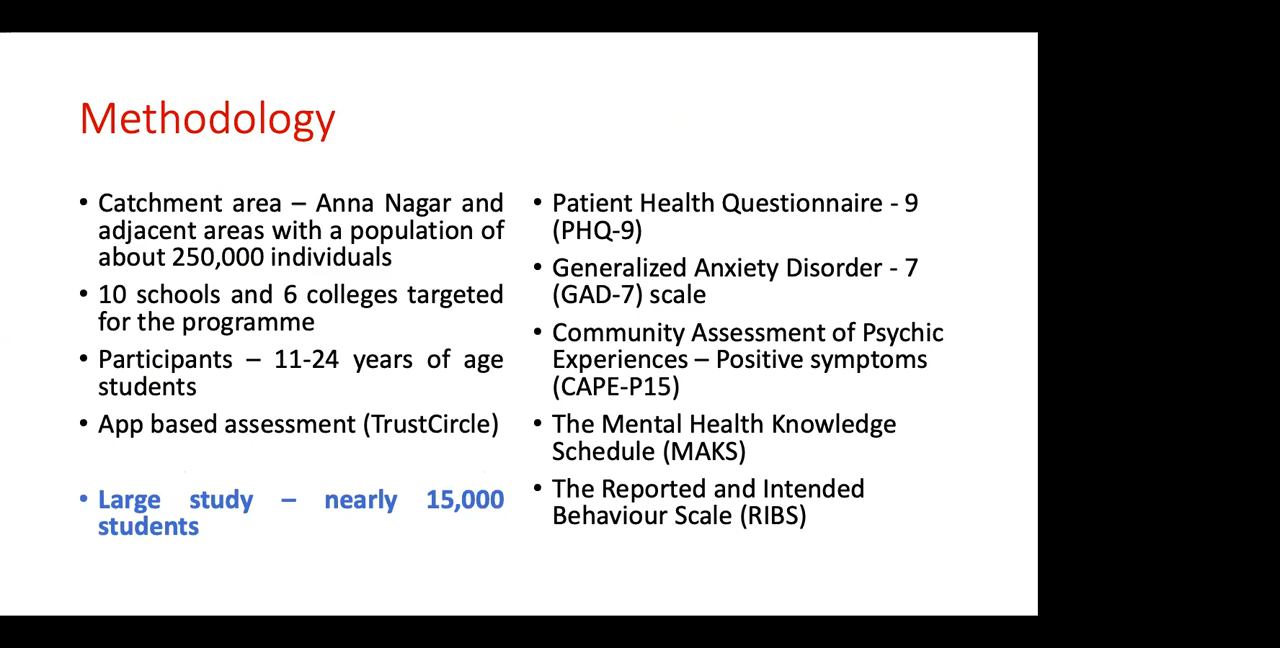 Methodology
• Catchment area – Anna Nagar and
adjacent areas with a population of
about 250,000 individuals
• 10 schools and 6 colleges targeted
for the programme
• Participants – 11-24 years of age
students
• App based assessment (TrustCircle)
• Large study – nearly 15,000
students
• Patient Health Questionnaire - 9
(PHQ-9)
• Generalized Anxiety Disorder - 7
(GAD-7) scale
• Community Assessment of Psychic
Experiences – Positive symptoms
(CAPE-P15)
• The Mental Health Knowledge
Schedule (MAKS)
• The Reported and Intended
Behaviour Scale (RIBS)